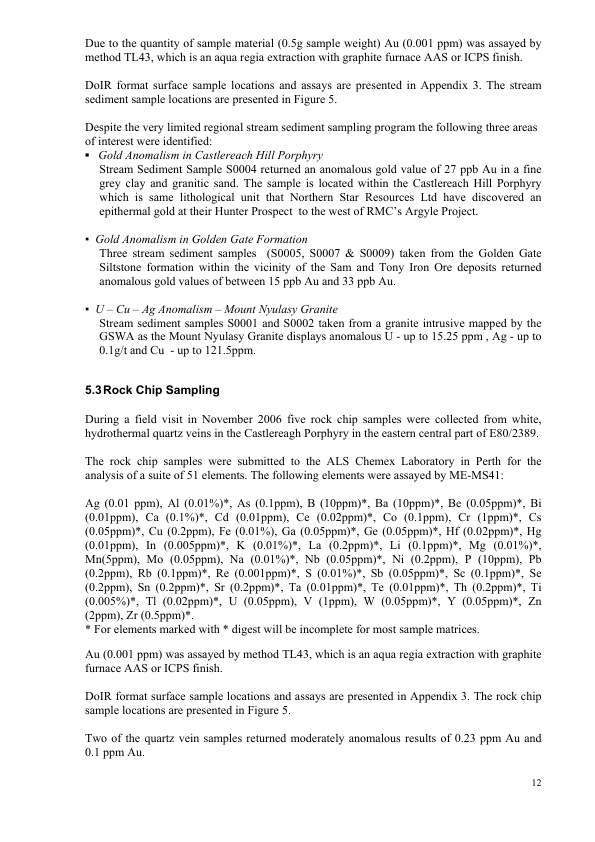 Due to the quantity of sample material (0.5g sample weight) Au (0.001 ppm) was assayed by
method TL43, which is an aqua regia extraction with graphite furnace AAS or ICPS finish.
DoIR format surface sample locations and assays are presented in Appendix 3. The stream
sediment sample locations are presented in Figure 5.
Despite the very limited regional stream sediment sampling program the following three areas
of interest were identified:
▪ Gold Anomalism in Castlereach Hill Porphyry
Stream Sediment Sample S0004 returned an anomalous gold value of 27 ppb Au in a fine
grey clay and granitic sand. The sample is located within the Castlereach Hill Porphyry
which is same lithological unit that Northern Star Resources Ltd have discovered an
epithermal gold at their Hunter Prospect to the west of RMC's Argyle Project.
▪ Gold Anomalism in Golden Gate Formation
Three stream sediment samples (S0005, S0007 & S0009) taken from the Golden Gate
Siltstone formation within the vicinity of the Sam and Tony Iron Ore deposits returned
anomalous gold values of between 15 ppb Au and 33 ppb Au.
▪ U – Cu – Ag Anomalism – Mount Nyulasy Granite
Stream sediment samples S0001 and S0002 taken from a granite intrusive mapped by the
GSWA as the Mount Nyulasy Granite displays anomalous U - up to 15.25 ppm , Ag - up to
0.1g/t and Cu - up to 121.5ppm.
5.3 Rock Chip Sampling
During a field visit in November 2006 five rock chip samples were collected from white,
hydrothermal quartz veins in the Castlereagh Porphyry in the eastern central part of E80/2389.
The rock chip samples were submitted to the ALS Chemex Laboratory in Perth for the
analysis of a suite of 51 elements. The following elements were assayed by ME-MS41:
Ag (0.01 ppm), Al (0.01%)*, As (0.1ppm), B (10ppm)*, Ba (10ppm)*, Be (0.05ppm)*, Bi
(0.01ppm), Ca (0.1%)*, Cd (0.01ppm), Ce (0.02ppm)*, Co (0.1ppm), Cr (1ppm)*, Cs
(0.05ppm)*, Cu (0.2ppm), Fe (0.01%), Ga (0.05ppm)*, Ge (0.05ppm)*, Hf (0.02ppm)*, Hg
(0.01ppm), In (0.005ppm)*, K (0.01%)*, La (0.2ppm)*, Li (0.1ppm)*, Mg (0.01%)*,
Mn(5ppm), Mo (0.05ppm), Na (0.01%)*, Nb (0.05ppm)*, Ni (0.2ppm), P (10ppm), Pb
(0.2ppm), Rb (0.1ppm)*, Re (0.001ppm)*, S (0.01%)*, Sb (0.05ppm)*, Sc (0.1ppm)*, Se
(0.2ppm), Sn (0.2ppm)*, Sr (0.2ppm)*, Ta (0.01ppm)*, Te (0.01ppm)*, Th (0.2ppm)*, Ti
(0.005%)*, Tl (0.02ppm)*, U (0.05ppm), V (1ppm), W (0.05ppm)*, Y (0.05ppm)*, Zn
(2ppm), Zr (0.5ppm)*.
* For elements marked with * digest will be incomplete for most sample matrices.
Au (0.001 ppm) was assayed by method TL43, which is an aqua regia extraction with graphite
furnace AAS or ICPS finish.
DoIR format surface sample locations and assays are presented in Appendix 3. The rock chip
sample locations are presented in Figure 5.
Two of the quartz vein samples returned moderately anomalous results of 0.23 ppm Au and
0.1 ppm Au.
12